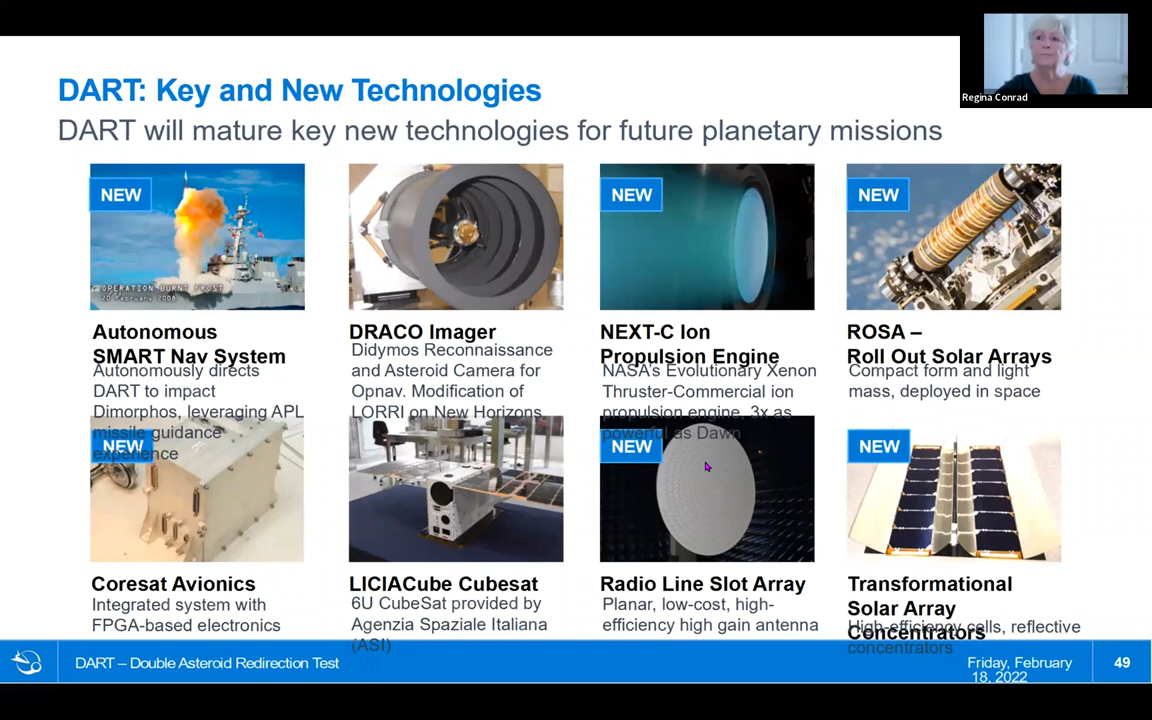 Regina Conrad
DART: Key and New Technologies
DART will mature key new technologies for future planetary missions
NEW
OPERATION BURNT FROST
20 February 2008
Autonomous
SMART Nav System
Autonomously directs
DART to impact
Dimorphos, leveraging APL
missile guidance
experience
DRACO Imager
Didymos Reconnaissance
and Asteroid Camera for
Opnav. Modification of
LORRI on New Horizons
NEW
NEXT-C Ion
Propulsion Engine
NASA's Evolutionary Xenon
Thruster-Commercial ion
propulsion engine, 3x as
powerful as Dawn
NEW
ROSA –
Roll Out Solar Arrays
Compact form and light
mass, deployed in space
NEW
Coresat Avionics
Integrated system with
FPGA-based electronics
LICIACube Cubesat
6U CubeSat provided by
Agenzia Spaziale Italiana
(ASI)
NEW
Radio Line Slot Array
Planar, low-cost, high-
efficiency high gain antenna
NEW
Transformational
Solar Array
Concentrators
High-efficiency cells, reflective
concentrators
DART – Double Asteroid Redirection Test
Friday, February
18, 2022
49